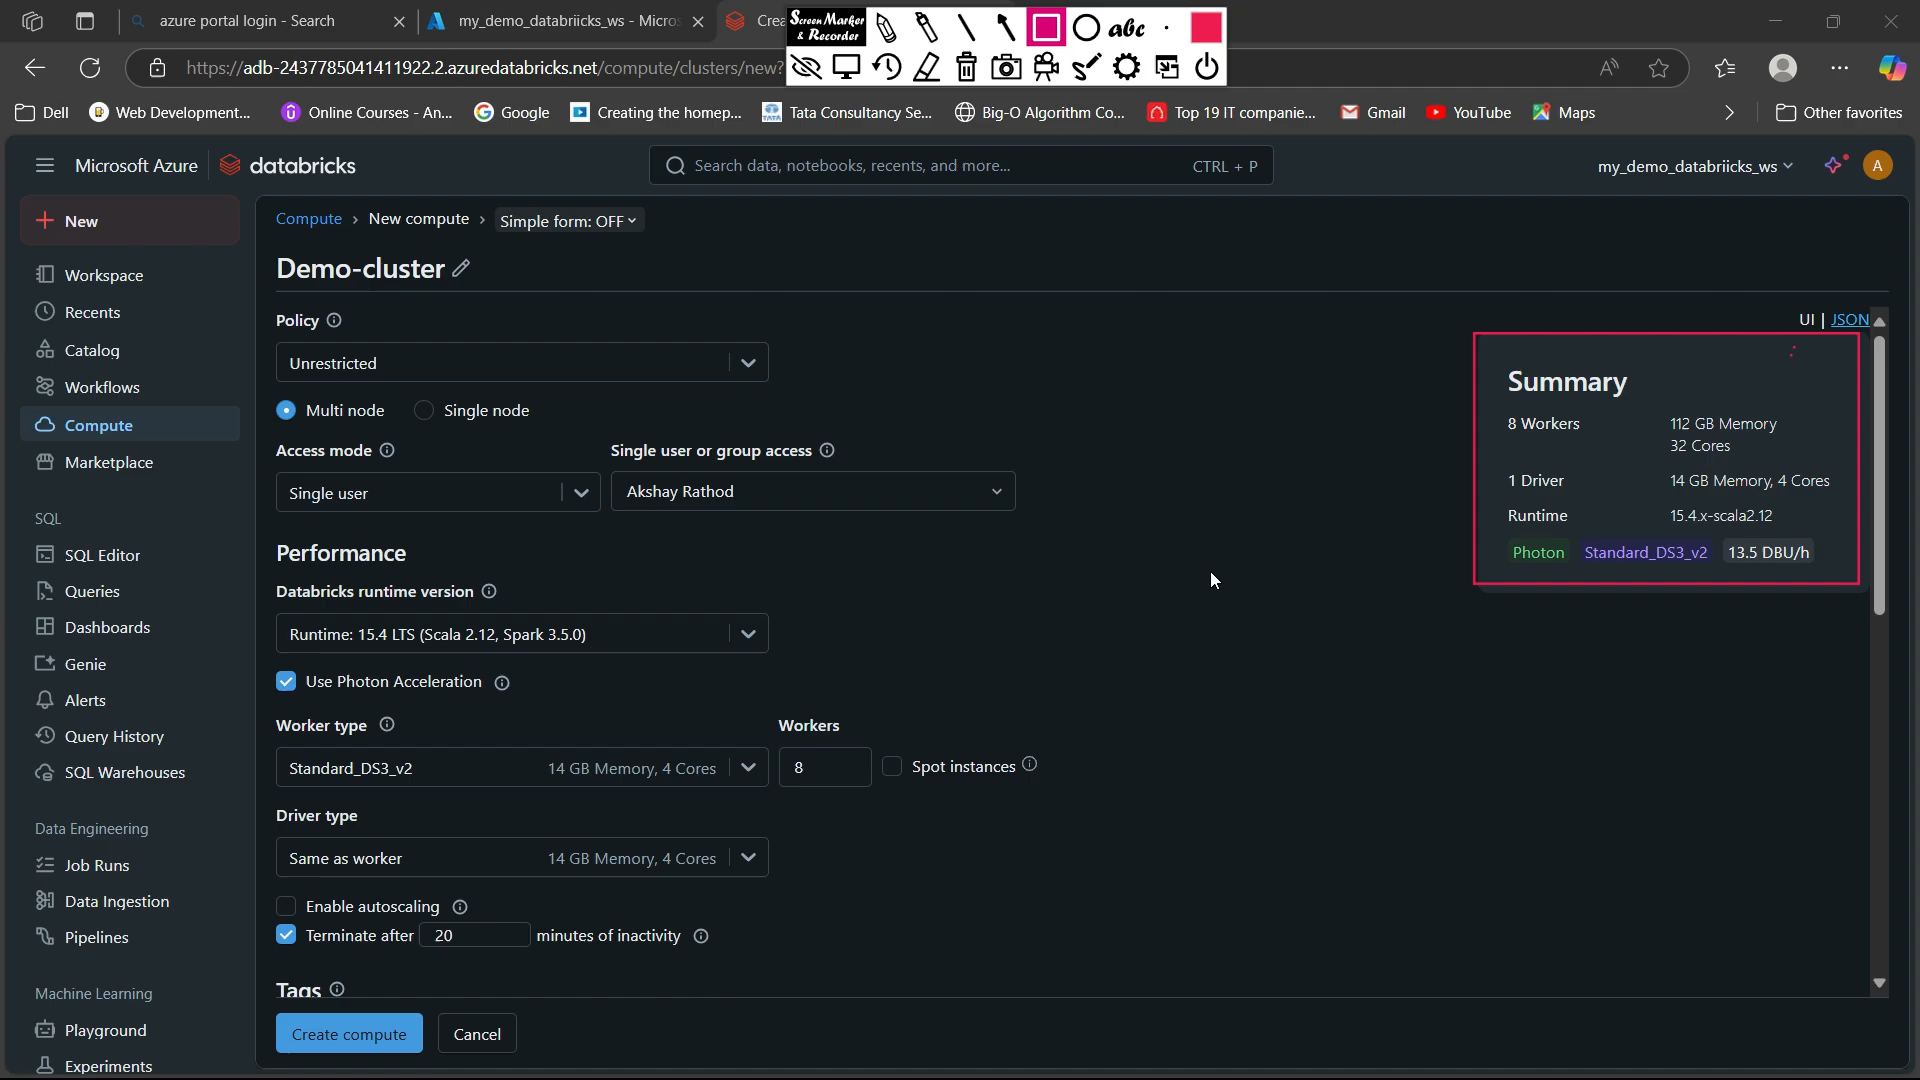 azure portal login - Search
my_demo_databriicks_ws - Micros
Crea
Screen Marker
& Recorder
abc
https://adb-2437785041411922.2.azuredatabricks.net/compute/clusters/new?
Dell
Web Development...
Online Courses - An...
Google
Creating the homep...
Tata Consultancy Se...
Big-O Algorithm Co...
Top 19 IT companie...
Gmail
YouTube
Maps
Other favorites
Microsoft Azure
databricks
Search data, notebooks, recents, and more...
CTRL + P
my_demo_databriicks_ws
A
New
Workspace
Recents
Catalog
Workflows
Compute
Marketplace
SQL
SQL Editor
Queries
Dashboards
Genie
Alerts
Query History
SQL Warehouses
Data Engineering
Job Runs
Data Ingestion
Pipelines
Machine Learning
Playground
Experiments
Compute > New compute > Simple form: OFF
Demo-cluster
UI | JSON
Policy
Unrestricted
Multi node
Single node
Access mode
Single user or group access
Single user
Akshay Rathod
Performance
Databricks runtime version
Runtime: 15.4 LTS (Scala 2.12, Spark 3.5.0)
Use Photon Acceleration
Worker type
Workers
Standard_DS3_v2
14 GB Memory, 4 Cores
8
Spot instances
Driver type
Same as worker
14 GB Memory, 4 Cores
Enable autoscaling
Terminate after 20 minutes of inactivity
Tags
Create compute
Cancel
Summary
8 Workers
112 GB Memory
32 Cores
1 Driver
14 GB Memory, 4 Cores
Runtime
15.4.x-scala2.12
Photon
Standard_DS3_v2
13.5 DBU/h